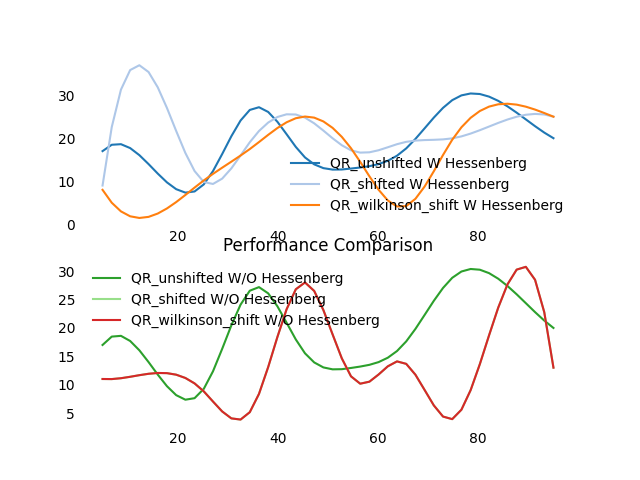 30
20
10
0
QR_unshifted W Hessenberg
QR_shifted W Hessenberg
QR_wilkinson_shift W Hessenberg
20 40 60 80
Performance Comparison
30
25
20
15
10
5
QR_unshifted W/O Hessenberg
QR_shifted W/O Hessenberg
QR_wilkinson_shift W/O Hessenberg
20 40 60 80